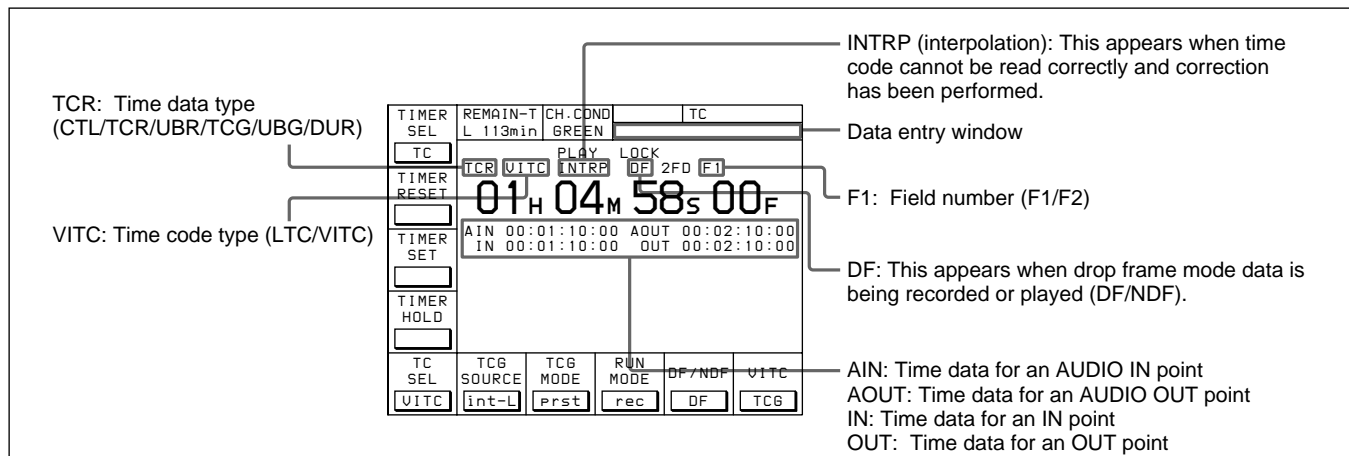 INTRP (interpolation): This appears when time
code cannot be read correctly and correction
has been performed.
TCR: Time data type
(CTL/TCR/UBR/TCG/UBG/DUR)
Data entry window
VITC: Time code type (LTC/VITC)
F1: Field number (F1/F2)
DF: This appears when drop frame mode data is
being recorded or played (DF/NDF).
AIN: Time data for an AUDIO IN point
AOUT: Time data for an AUDIO OUT point
IN: Time data for an IN point
OUT: Time data for an OUT point
TIMER
SEL
TC
REMAIN-T CH.COND TC
L 113min GREEN
PLAY LOCK
TCR VITC INTRP DF 2FD F1
01H 04M 58S 00F
AIN 00:01:10:00 AOUT 00:02:10:00
IN 00:01:10:00 OUT 00:02:10:00
TIMER
RESET
TIMER
SET
TIMER
HOLD
TC
SEL
VITC
TCG
SOURCE
int-L
TCG
MODE
prst
RUN
MODE
rec
DF/NDF
DF
VITC
TCG